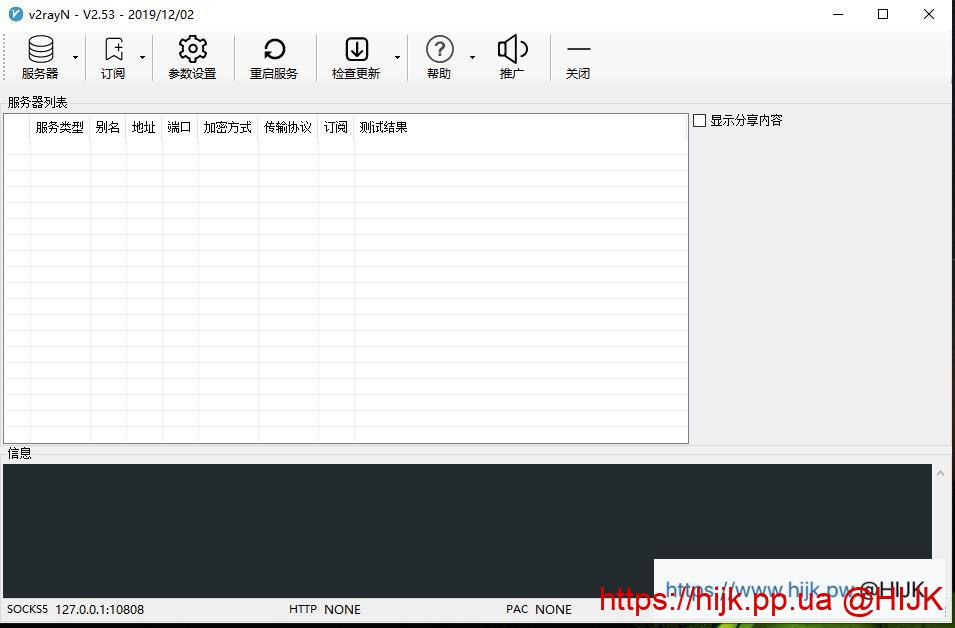 v2rayN - V2.53 - 2019/12/02
服务器 订阅 参数设置 重启服务 检查更新 帮助 推广 关闭
服务器列表
服务类型 别名 地址 端口 加密方式 传输协议 订阅 测试结果
显示分享内容
信息
https://www.hijk.pw @HIJK
https://hijk.pp.ua @HIJK
SOCKS5 127.0.0.1:10808 HTTP NONE PAC NONE